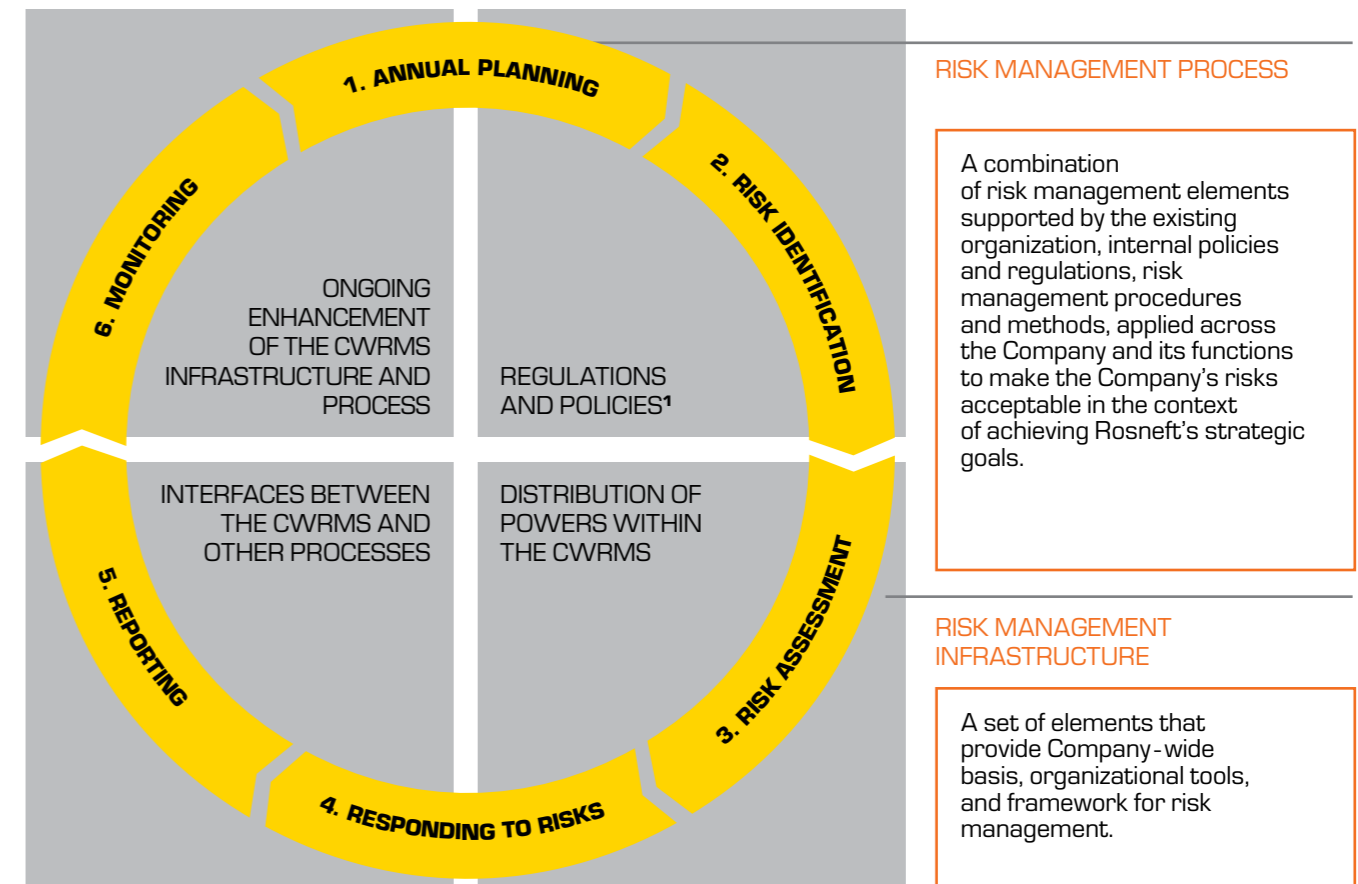 1. ANNUAL PLANNING
2. RISK IDENTIFICATION
3. RISK ASSESSMENT
4. RESPONDING TO RISKS
5. REPORTING
6. MONITORING
ONGOING
ENHANCEMENT
OF THE CWRMS
INFRASTRUCTURE AND
PROCESS
REGULATIONS
AND POLICIES¹
INTERFACES BETWEEN
THE CWRMS AND
OTHER PROCESSES
DISTRIBUTION OF
POWERS WITHIN
THE CWRMS
RISK MANAGEMENT PROCESS
A combination
of risk management elements
supported by the existing
organization, internal policies
and regulations, risk
management procedures
and methods, applied across
the Company and its functions
to make the Company's risks
acceptable in the context
of achieving Rosneft's strategic
goals.
RISK MANAGEMENT
INFRASTRUCTURE
A set of elements that
provide Company-wide
basis, organizational tools,
and framework for risk
management.